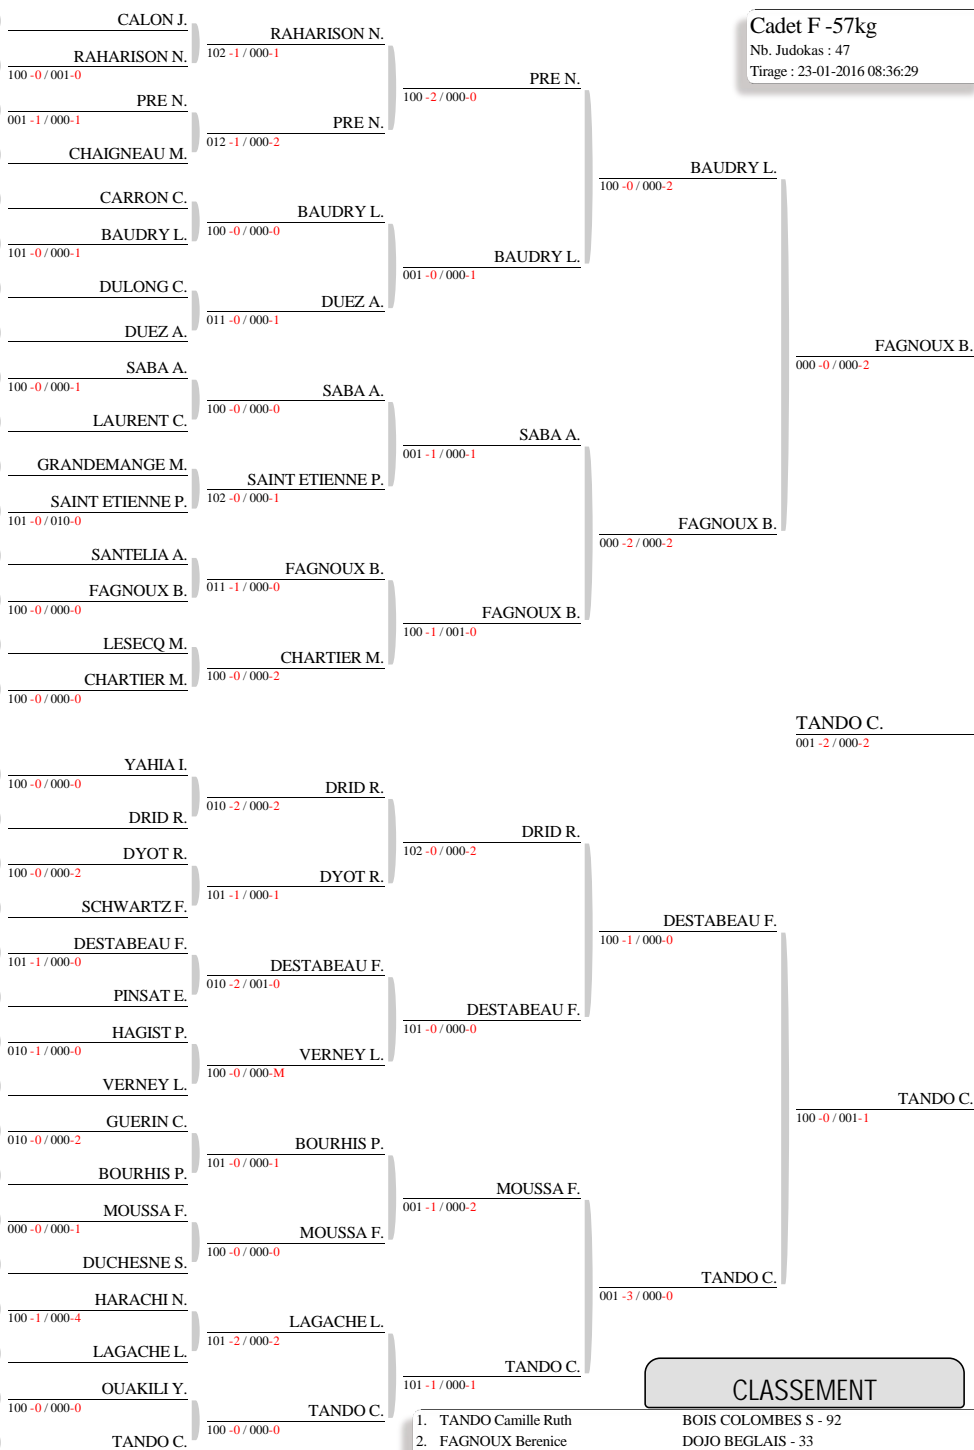 Cadet F -57kg
Nb. Judokas : 47
Tirage : 23-01-2016 08:36:29
CALON J.
RAHARISON N.
100 -0 / 001-0
PRE N.
001 -1 / 000-1
CHAIGNEAU M.
CARRON C.
BAUDRY L.
101 -0 / 000-1
DULONG C.
DUEZ A.
SABA A.
100 -0 / 000-1
LAURENT C.
GRANDEMANGE M.
SAINT ETIENNE P.
101 -0 / 010-0
SANTELIA A.
FAGNOUX B.
100 -0 / 000-0
LESECQ M.
CHARTIER M.
100 -0 / 000-0
YAHIA I.
100 -0 / 000-0
DRID R.
DYOT R.
100 -0 / 000-2
SCHWARTZ F.
DESTABEAU F.
101 -1 / 000-0
PINSAT E.
HAGIST P.
010 -1 / 000-0
VERNEY L.
GUERIN C.
010 -0 / 000-2
BOURHIS P.
MOUSSA F.
000 -0 / 000-1
DUCHESNE S.
HARACHI N.
100 -1 / 000-4
LAGACHE L.
OUAKILI Y.
100 -0 / 000-0
TANDO C.
RAHARISON N.
102 -1 / 000-1
PRE N.
012 -1 / 000-2
BAUDRY L.
100 -0 / 000-0
DUEZ A.
011 -0 / 000-1
SABA A.
100 -0 / 000-0
SAINT ETIENNE P.
102 -0 / 000-1
FAGNOUX B.
011 -1 / 000-0
CHARTIER M.
100 -0 / 000-2
DRID R.
010 -2 / 000-2
DYOT R.
101 -1 / 000-1
DESTABEAU F.
010 -2 / 001-0
VERNEY L.
100 -0 / 000-M
BOURHIS P.
101 -0 / 000-1
MOUSSA F.
100 -0 / 000-0
LAGACHE L.
101 -2 / 000-2
TANDO C.
100 -0 / 000-0
PRE N.
100 -2 / 000-0
BAUDRY L.
001 -0 / 000-1
SABA A.
001 -1 / 000-1
FAGNOUX B.
100 -1 / 001-0
DRID R.
102 -0 / 000-2
DESTABEAU F.
101 -0 / 000-0
MOUSSA F.
001 -1 / 000-2
TANDO C.
101 -1 / 000-1
BAUDRY L.
100 -0 / 000-2
FAGNOUX B.
000 -2 / 000-2
DESTABEAU F.
100 -1 / 000-0
TANDO C.
001 -3 / 000-0
FAGNOUX B.
000 -0 / 000-2
TANDO C.
001 -2 / 000-2
TANDO C.
100 -0 / 001-1
CLASSEMENT
1. TANDO Camille Ruth BOIS COLOMBES S - 92
2. FAGNOUX Berenice DOJO BEGLAIS - 33